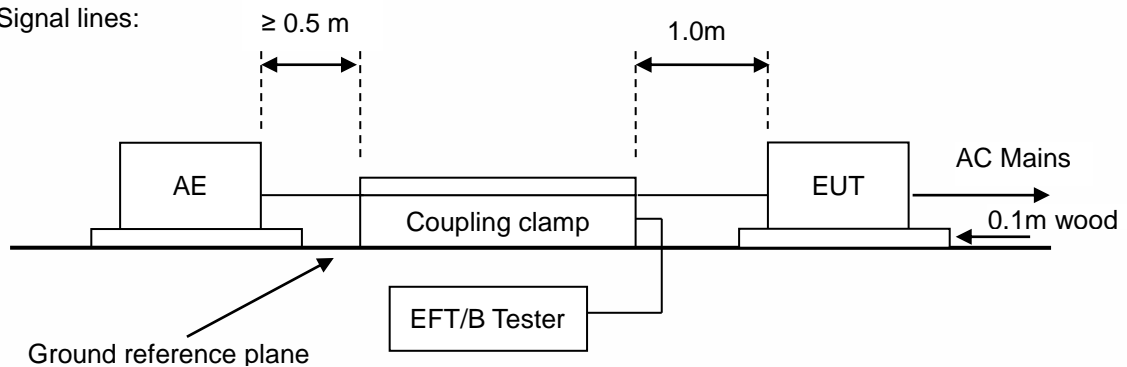 Signal lines:
≥ 0.5 m
1.0m
AE
EUT
AC Mains
Coupling clamp
0.1m wood
EFT/B Tester
Ground reference plane